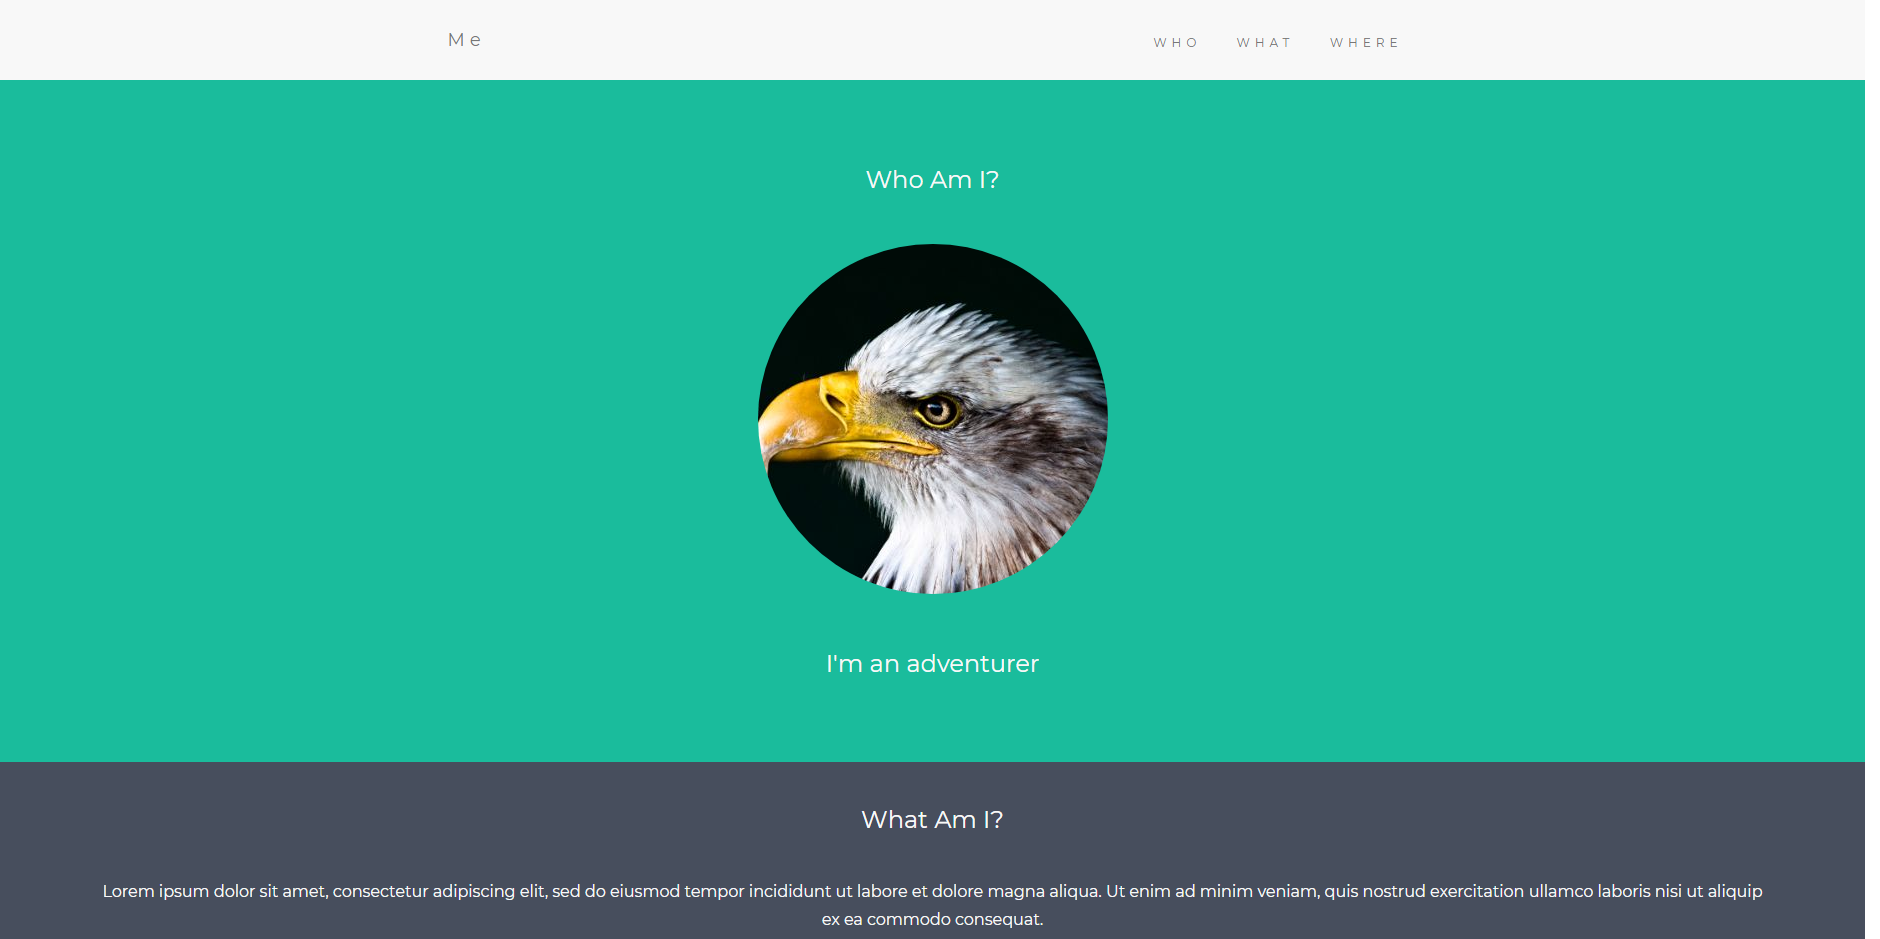 Me
WHO WHAT WHERE
Who Am I?
I'm an adventurer
What Am I?
Lorem ipsum dolor sit amet, consectetur adipiscing elit, sed do eiusmod tempor incididunt ut labore et dolore magna aliqua. Ut enim ad minim veniam, quis nostrud exercitation ullamco laboris nisi ut aliquip
ex ea commodo consequat.